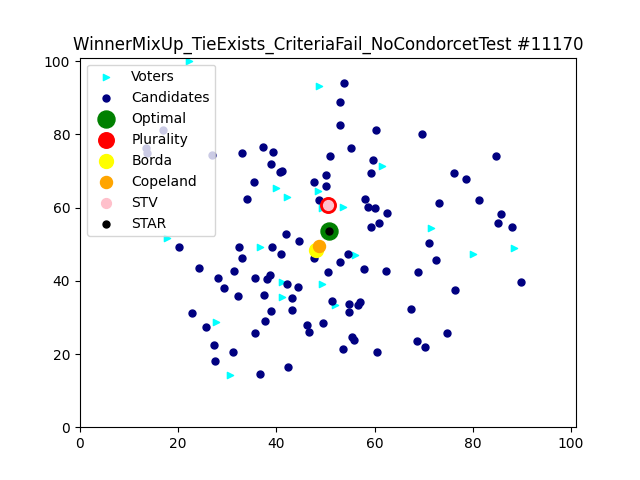 WinnerMixUp_TieExists_CriteriaFail_NoCondorcetTest #11170
100
80
60
40
20
0
Voters
Candidates
Optimal
Plurality
Borda
Copeland
STV
STAR
0 20 40 60 80 100